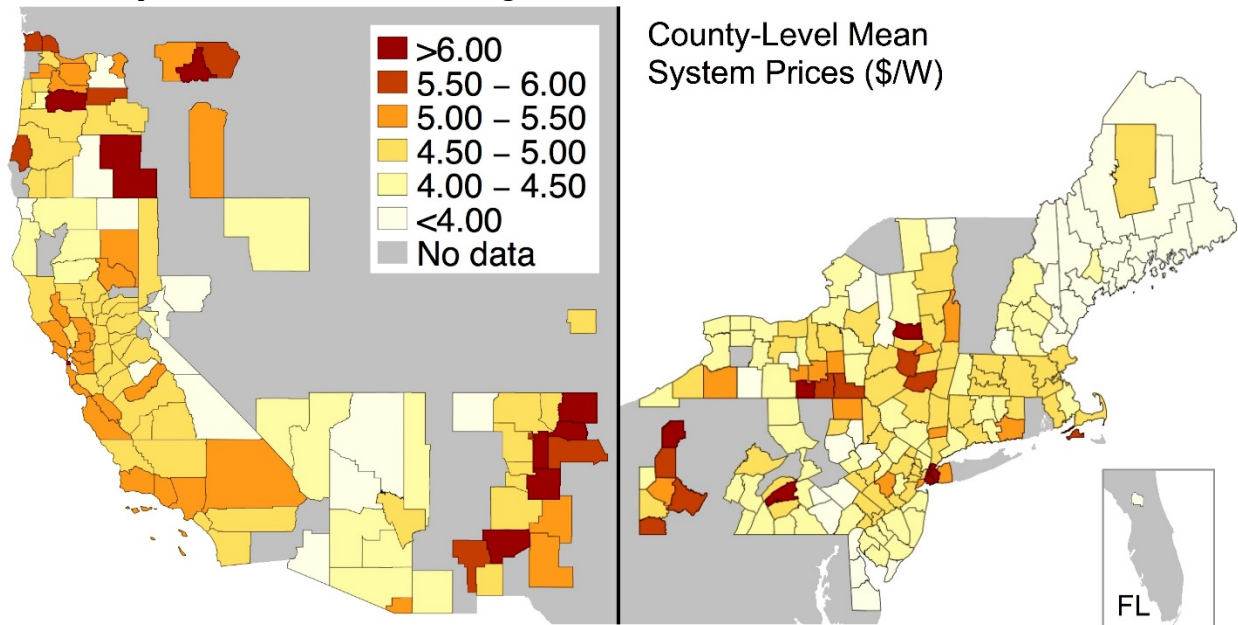 >6.00
5.50 – 6.00
5.00 – 5.50
4.50 – 5.00
4.00 – 4.50
<4.00
No data
County-Level Mean
System Prices ($/W)
FL